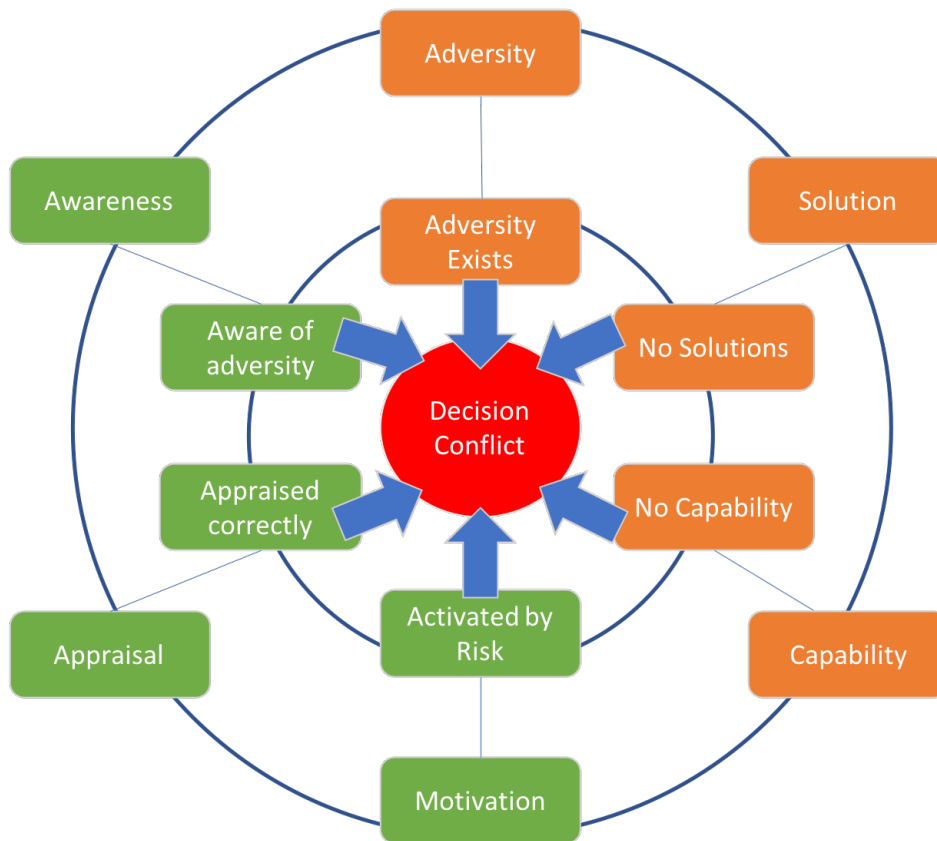 Adversity
Awareness
Solution
Adversity
Exists
Aware of
adversity
No Solutions
Decision
Conflict
Appraised
correctly
No Capability
Activated by
Risk
Appraisal
Capability
Motivation